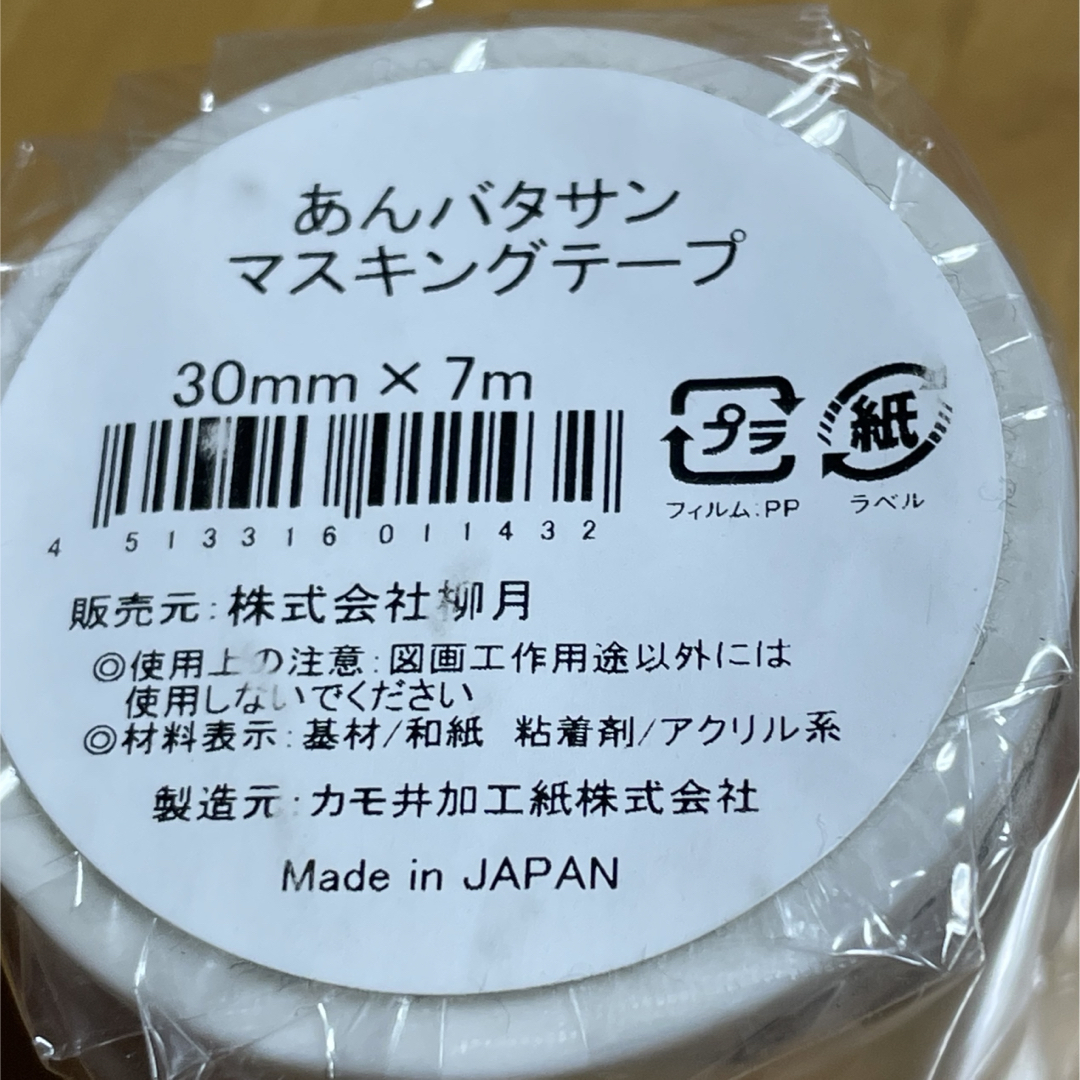 あんバタサン
マスキングテープ
30mm×7m
プラ
紙
フィルム:PP
ラベル
4 513316 011432
販売元:株式会社柳月
◎使用上の注意:図画工作用途以外には
使用しないでください
◎材料表示:基材/和紙 粘着剤/アクリル系
製造元:カモ井加工紙株式会社
Made in JAPAN